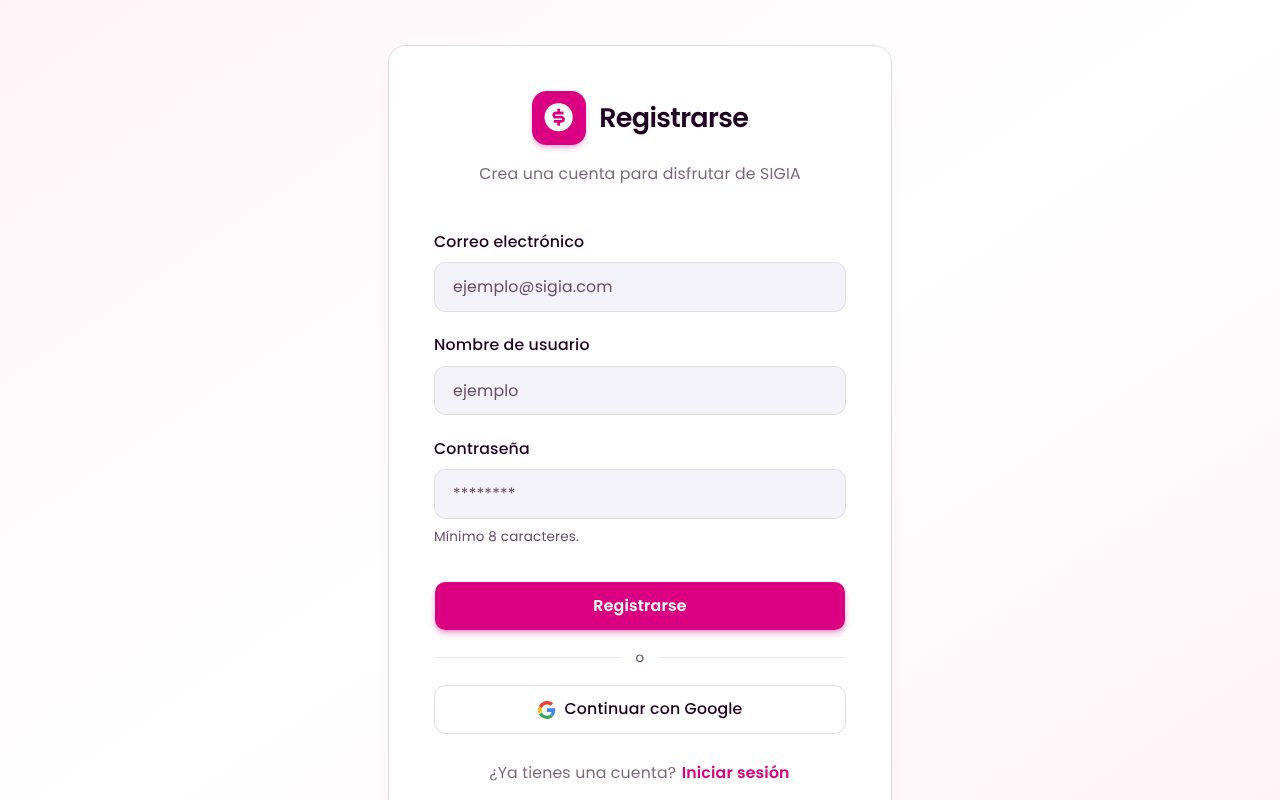 Registrarse
Crea una cuenta para disfrutar de SIGIA
Correo electrónico
ejemplo@sigia.com
Nombre de usuario
ejemplo
Contraseña
********
Mínimo 8 caracteres.
Registrarse
o
Continuar con Google
¿Ya tienes una cuenta? Iniciar sesión